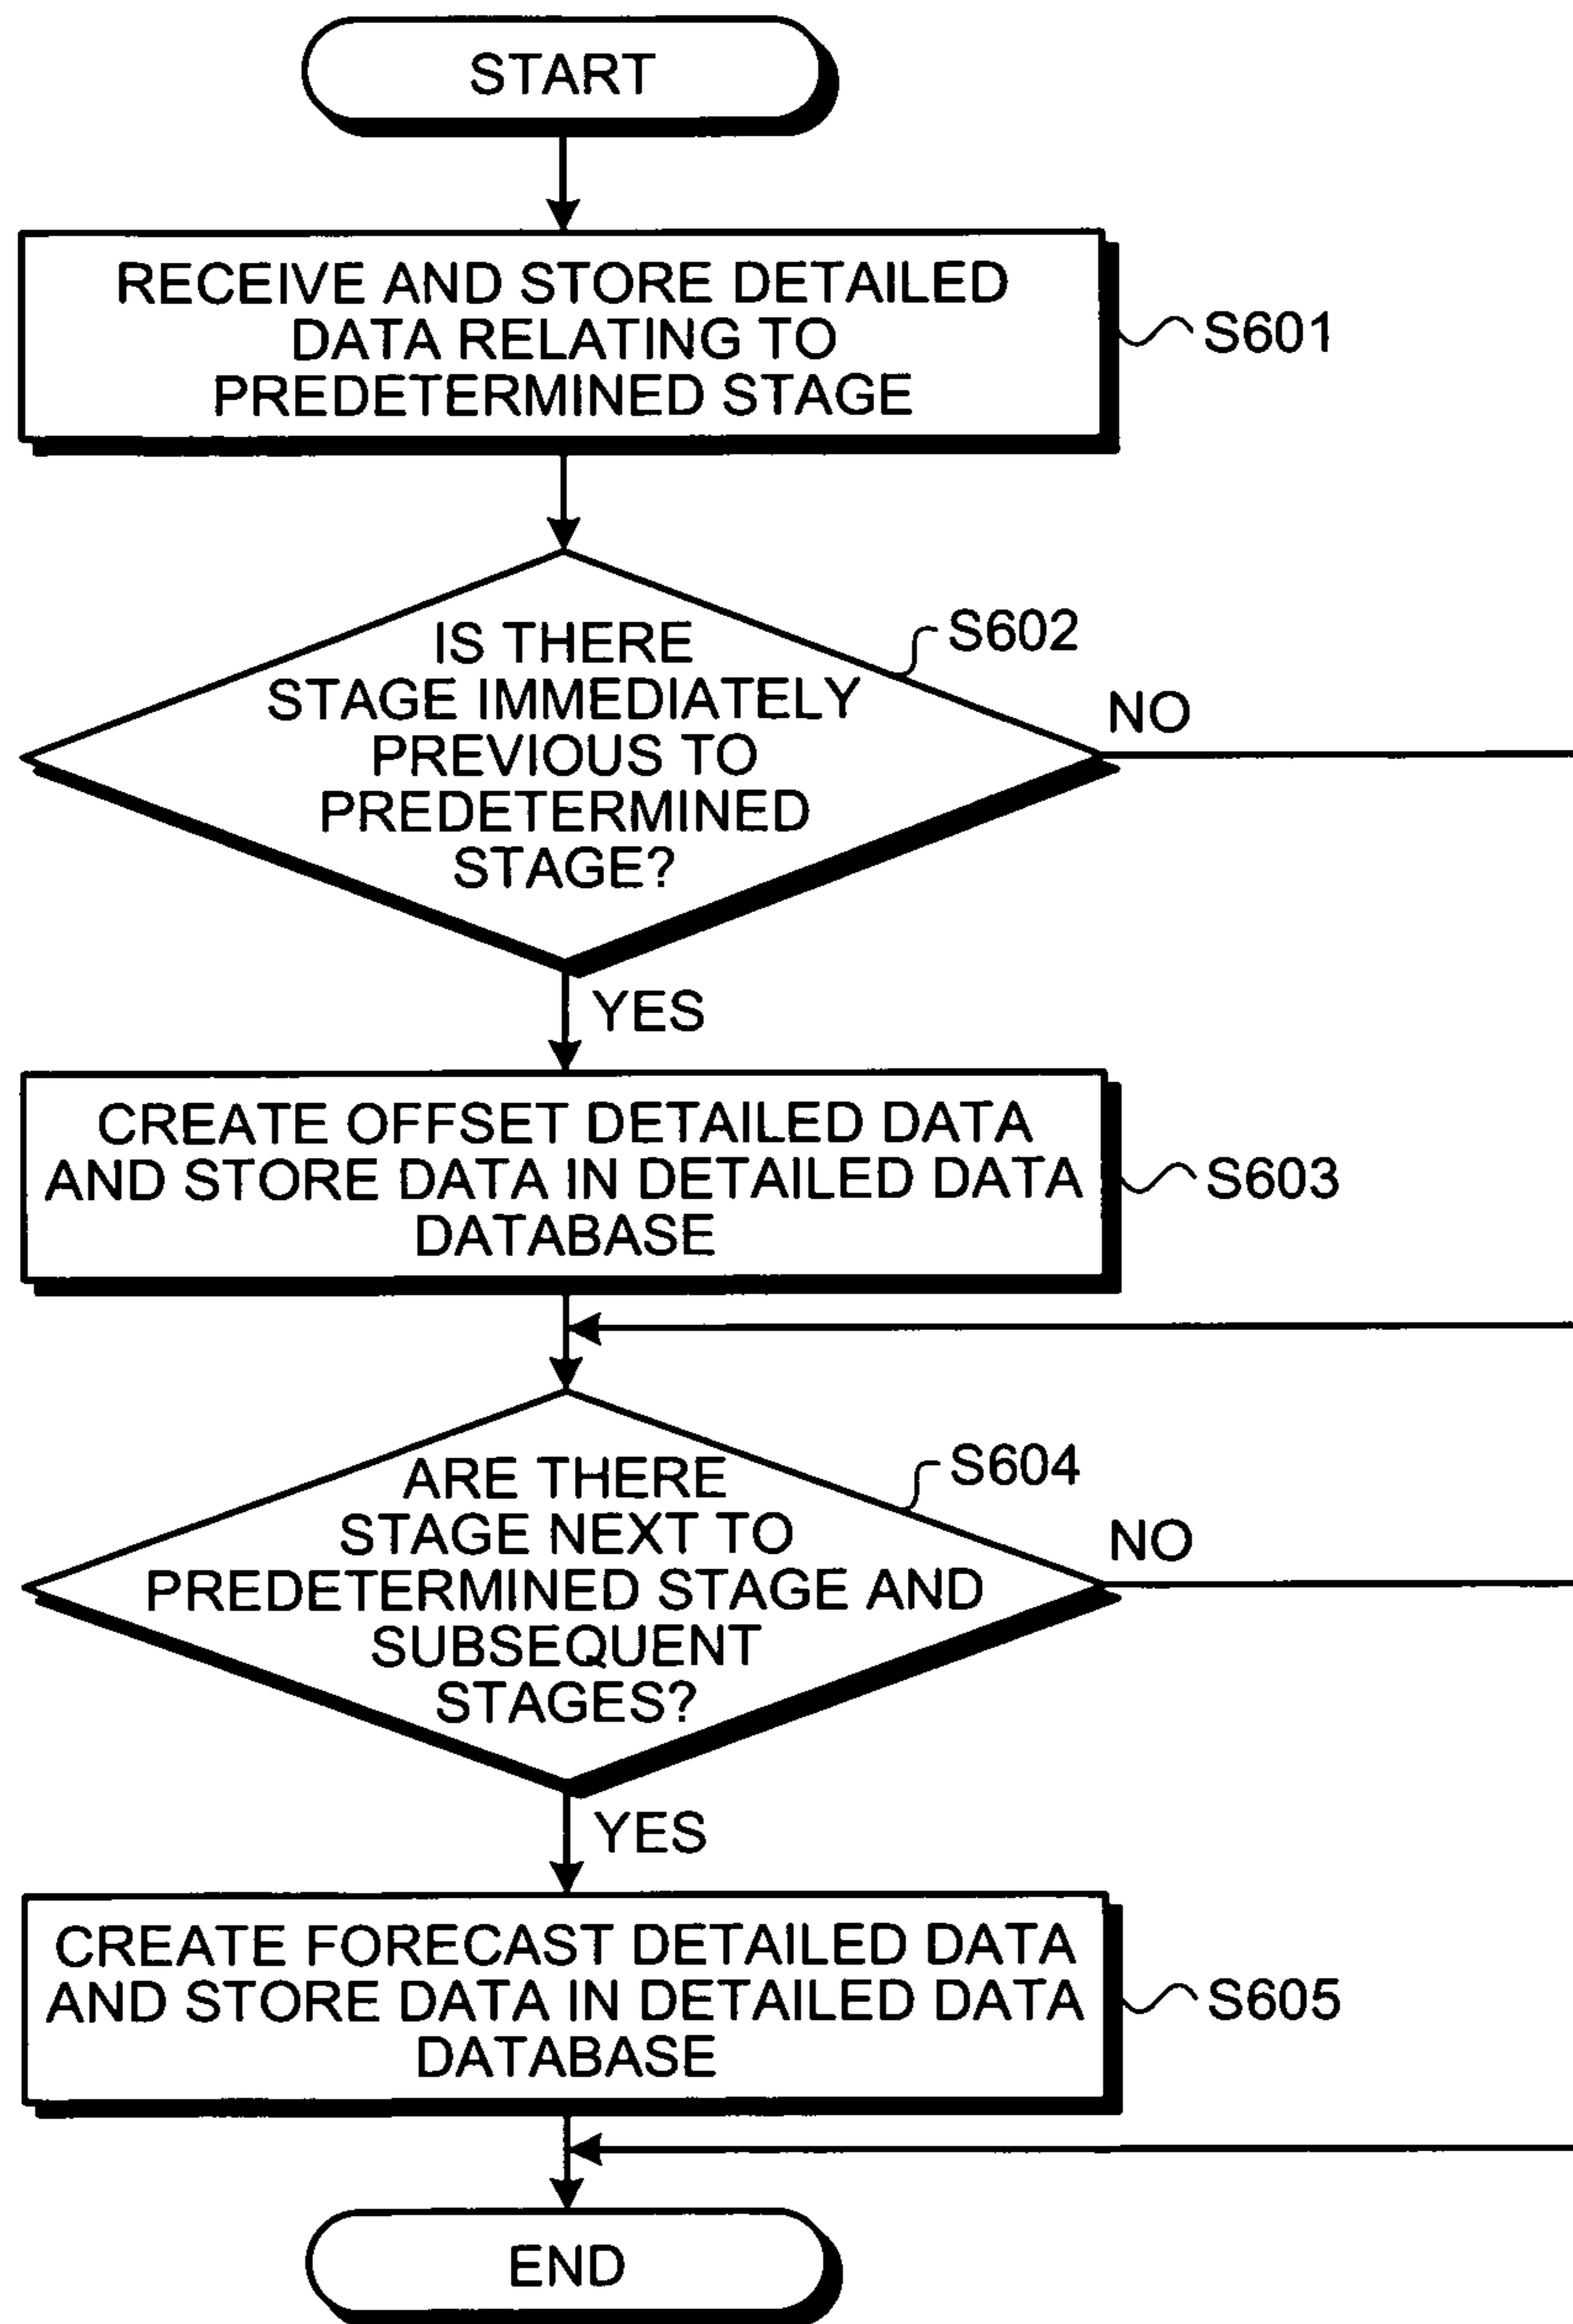 START
RECEIVE AND STORE DETAILED
DATA RELATING TO
PREDETERMINED STAGE
S601
IS THERE
STAGE IMMEDIATELY
PREVIOUS TO
PREDETERMINED
STAGE?
S602
NO
YES
CREATE OFFSET DETAILED DATA
AND STORE DATA IN DETAILED DATA
DATABASE
S603
ARE THERE
STAGE NEXT TO
PREDETERMINED STAGE AND
SUBSEQUENT
STAGES?
S604
NO
YES
CREATE FORECAST DETAILED DATA
AND STORE DATA IN DETAILED DATA
DATABASE
S605
END